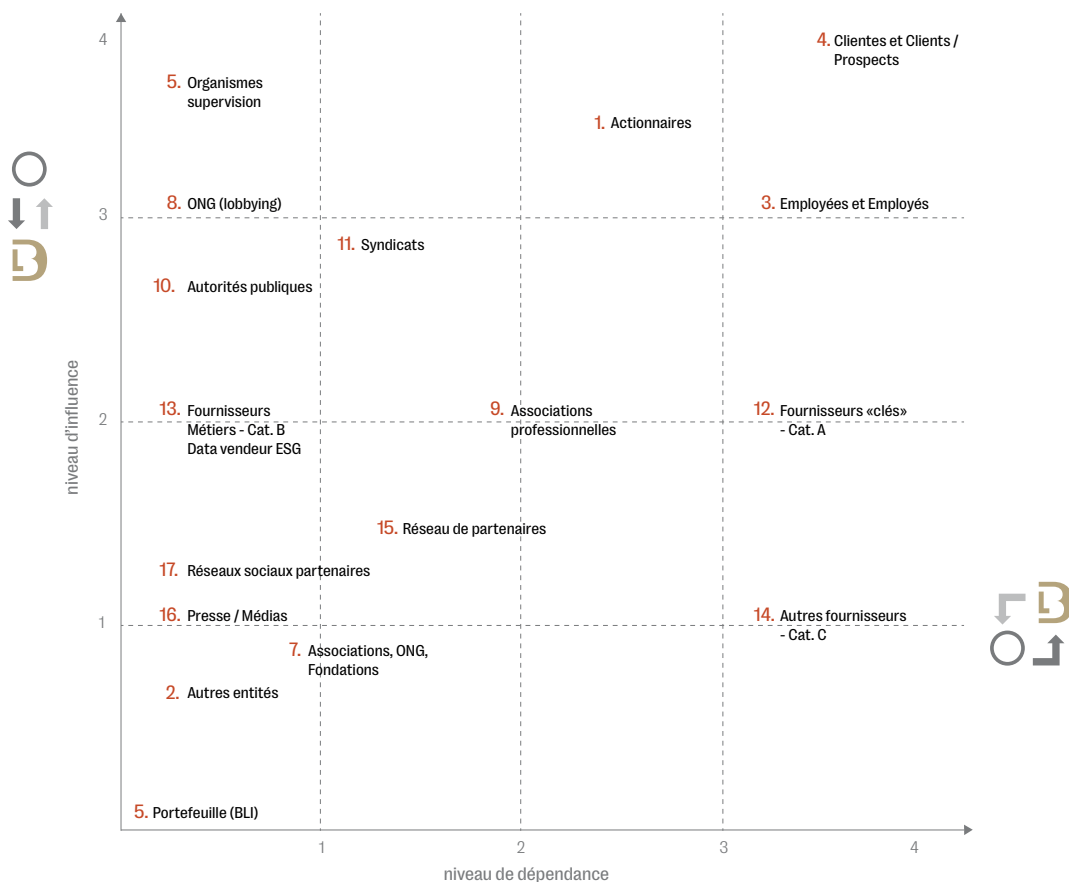 4
4. Clientes et Clients /
Prospects
5. Organismes
supervision
1. Actionnaires
8. ONG (lobbying)
3. Employées et Employés
3
11. Syndicats
10. Autorités publiques
niveau d'influence
13. Fournisseurs
Métiers - Cat. B
Data vendeur ESG
9. Associations
professionnelles
12. Fournisseurs «clés»
- Cat. A
2
15. Réseau de partenaires
17. Réseaux sociaux partenaires
16. Presse / Médias
14. Autres fournisseurs
- Cat. C
1
7. Associations, ONG,
Fondations
2. Autres entités
5. Portefeuille (BLI)
1
2
3
4
niveau de dépendance